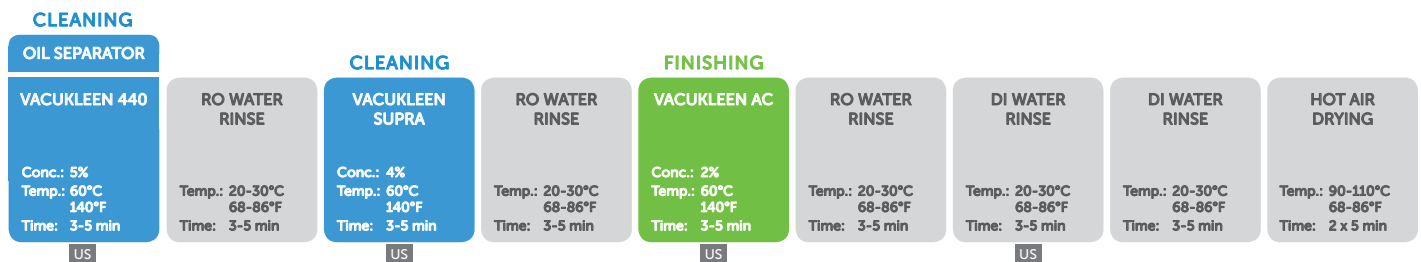 CLEANING
OIL SEPARATOR
VACUKLEEN 440
Conc.: 5%
Temp.: 60°C
140°F
Time: 3-5 min
US
RO WATER
RINSE
Temp.: 20-30°C
68-86°F
Time: 3-5 min
CLEANING
VACUKLEEN
SUPRA
Conc.: 4%
Temp.: 60°C
140°F
Time: 3-5 min
US
RO WATER
RINSE
Temp.: 20-30°C
68-86°F
Time: 3-5 min
FINISHING
VACUKLEEN AC
Conc.: 2%
Temp.: 60°C
140°F
Time: 3-5 min
US
RO WATER
RINSE
Temp.: 20-30°C
68-86°F
Time: 3-5 min
DI WATER
RINSE
Temp.: 20-30°C
68-86°F
Time: 3-5 min
US
DI WATER
RINSE
Temp.: 20-30°C
68-86°F
Time: 3-5 min
HOT AIR
DRYING
Temp.: 90-110°C
68-86°F
Time: 2 x 5 min